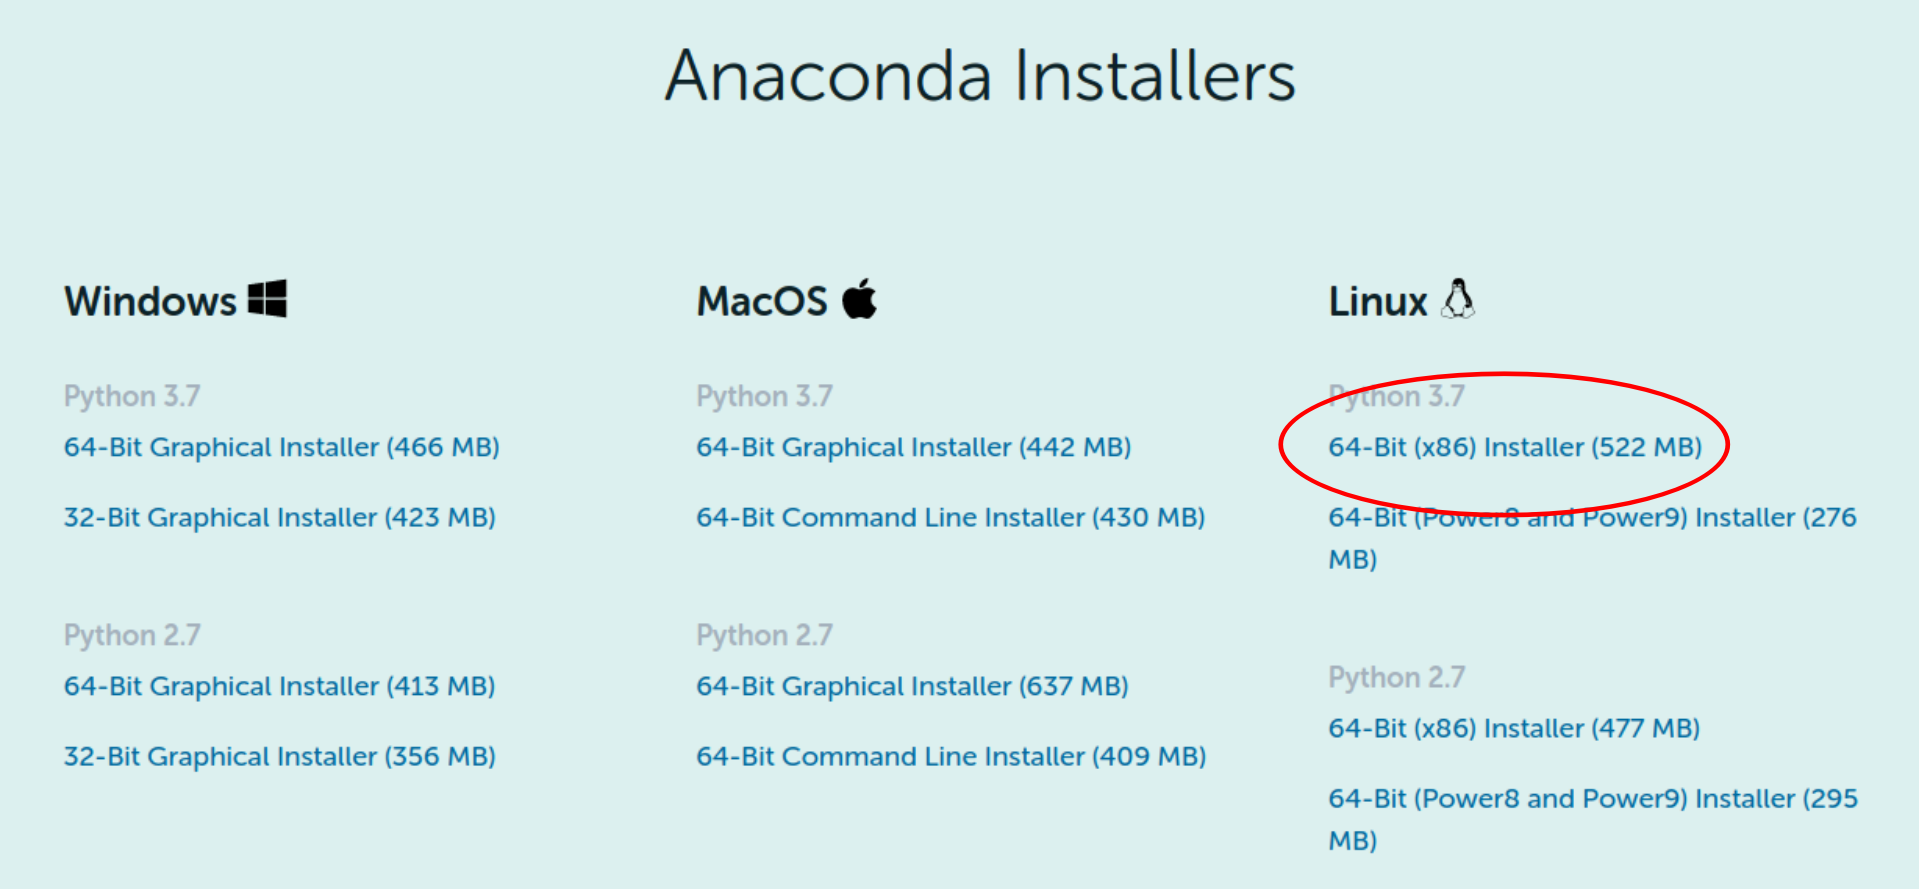 Anaconda Installers
Windows
Python 3.7
64-Bit Graphical Installer (466 MB)
32-Bit Graphical Installer (423 MB)
Python 2.7
64-Bit Graphical Installer (413 MB)
32-Bit Graphical Installer (356 MB)
MacOS
Python 3.7
64-Bit Graphical Installer (442 MB)
64-Bit Command Line Installer (430 MB)
Python 2.7
64-Bit Graphical Installer (637 MB)
64-Bit Command Line Installer (409 MB)
Linux
Python 3.7
64-Bit (x86) Installer (522 MB)
64-Bit (Power8 and Power9) Installer (276
MB)
Python 2.7
64-Bit (x86) Installer (477 MB)
64-Bit (Power8 and Power9) Installer (295
MB)